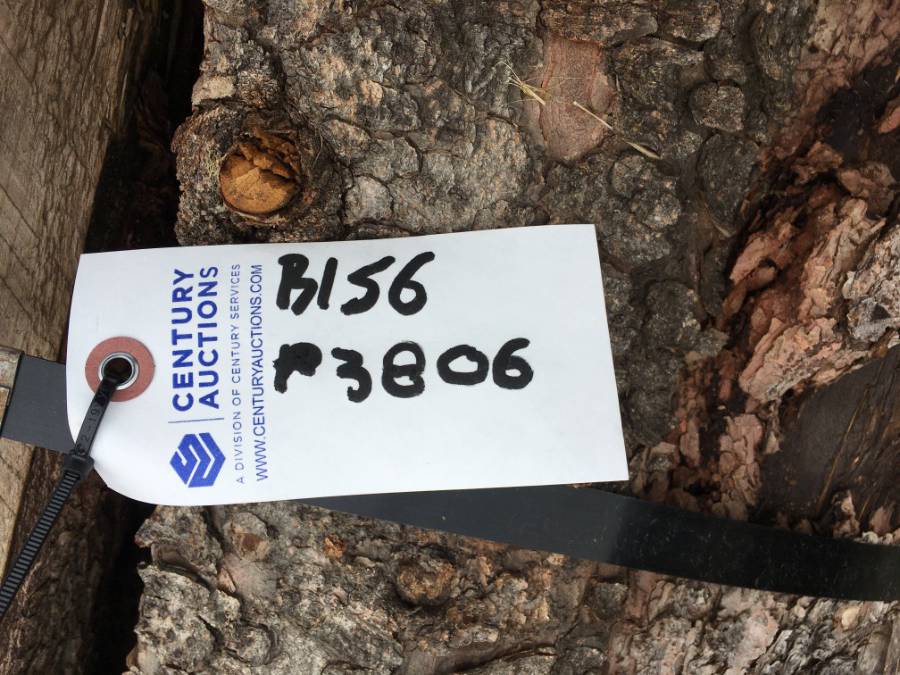 B156
P3806
CENTURY
AUCTIONS
A DIVISION OF CENTURY SERVICES
WWW.CENTURYAUCTIONS.COM